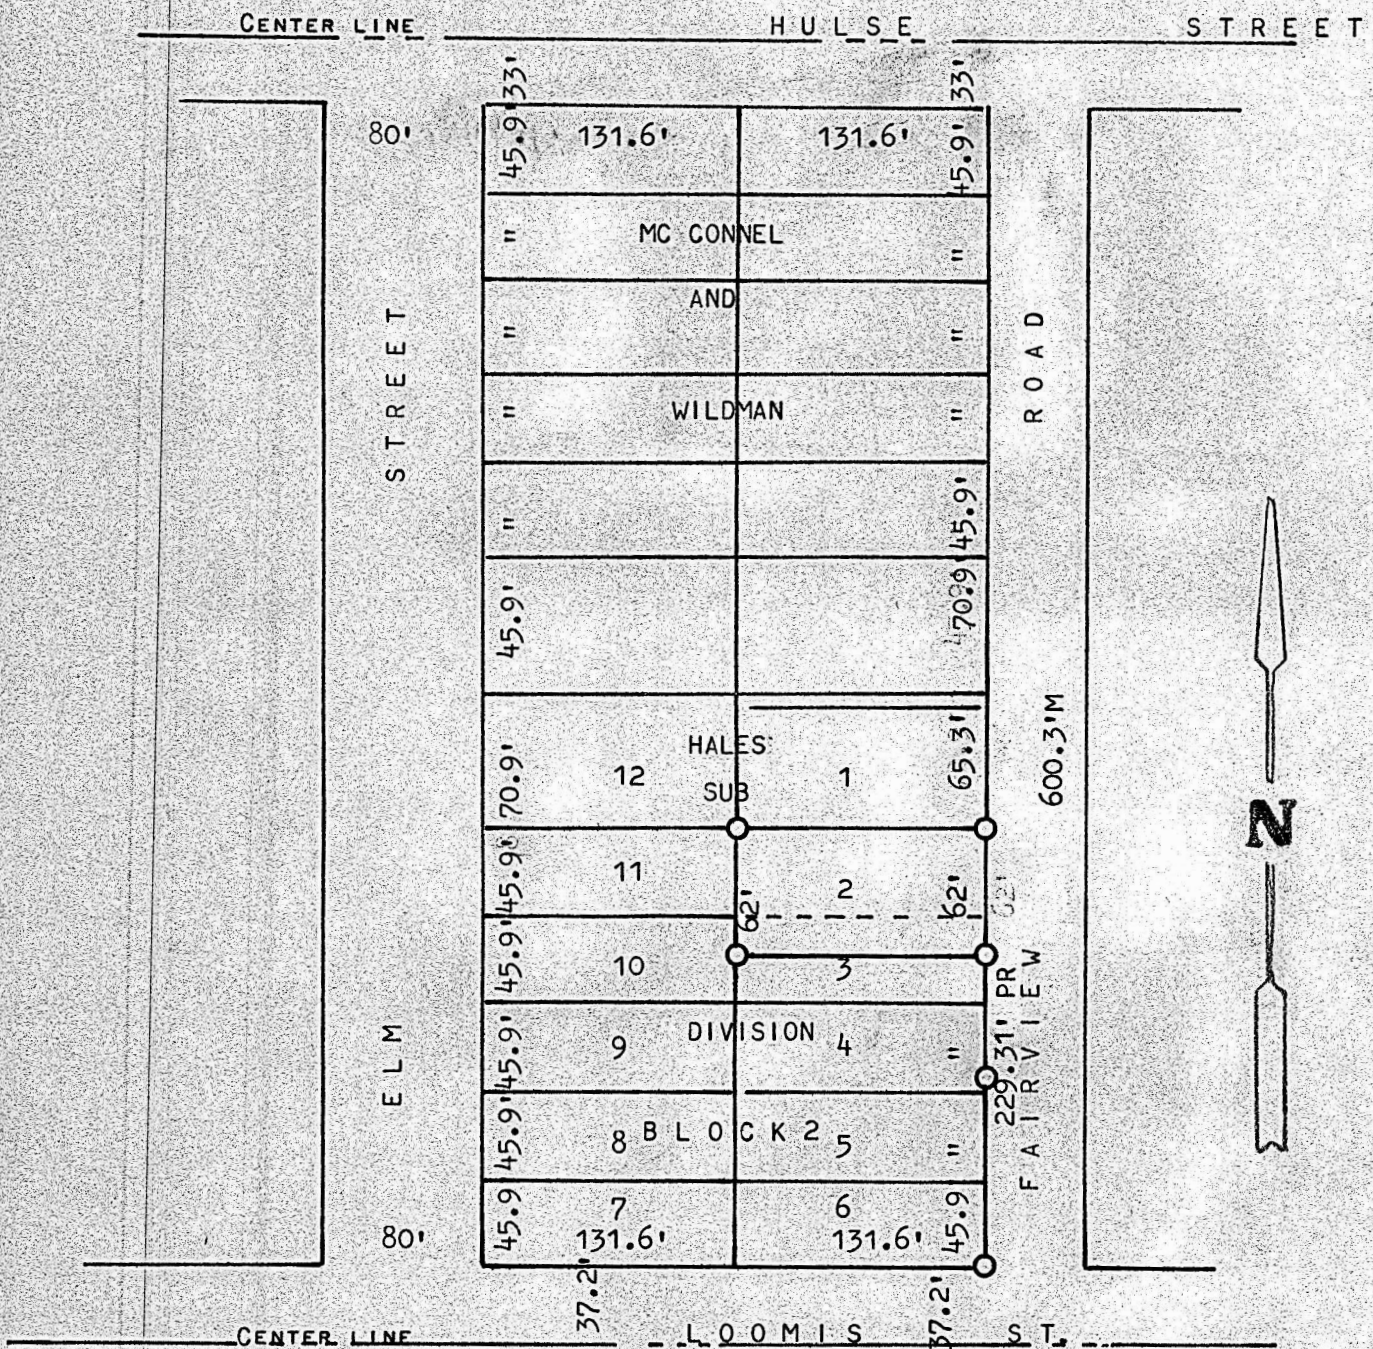 CENTER LINE HULSE STREET
33' 33'
80' 45.9' 131.6' 131.6' 45.9'
" MC CONNEL "
AND
" "
STREET ROAD
" WILDMAN "
" 45.9'
45.9' 70.9'
HALES
70.9' 12 SUB 1 65.3' 600.3'M
N
45.9' 11 2
62' 62' 62'
45.9' 10 3
45.9' 9 DIVISION 4 "
229.31' PR
ELM FAIRVIEW
45.9' 8 BLOCK 2 5 "
45.9 7 6 45.9
80' 131.6' 131.6'
37.2' 37.2'
CENTER LINE LOOMIS ST.